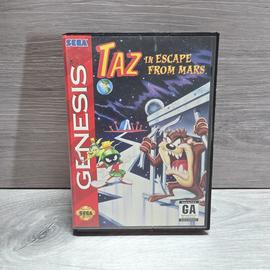 SEGA
GENESIS
TAZ IN ESCAPE
FROM MARS
GA
SEGA